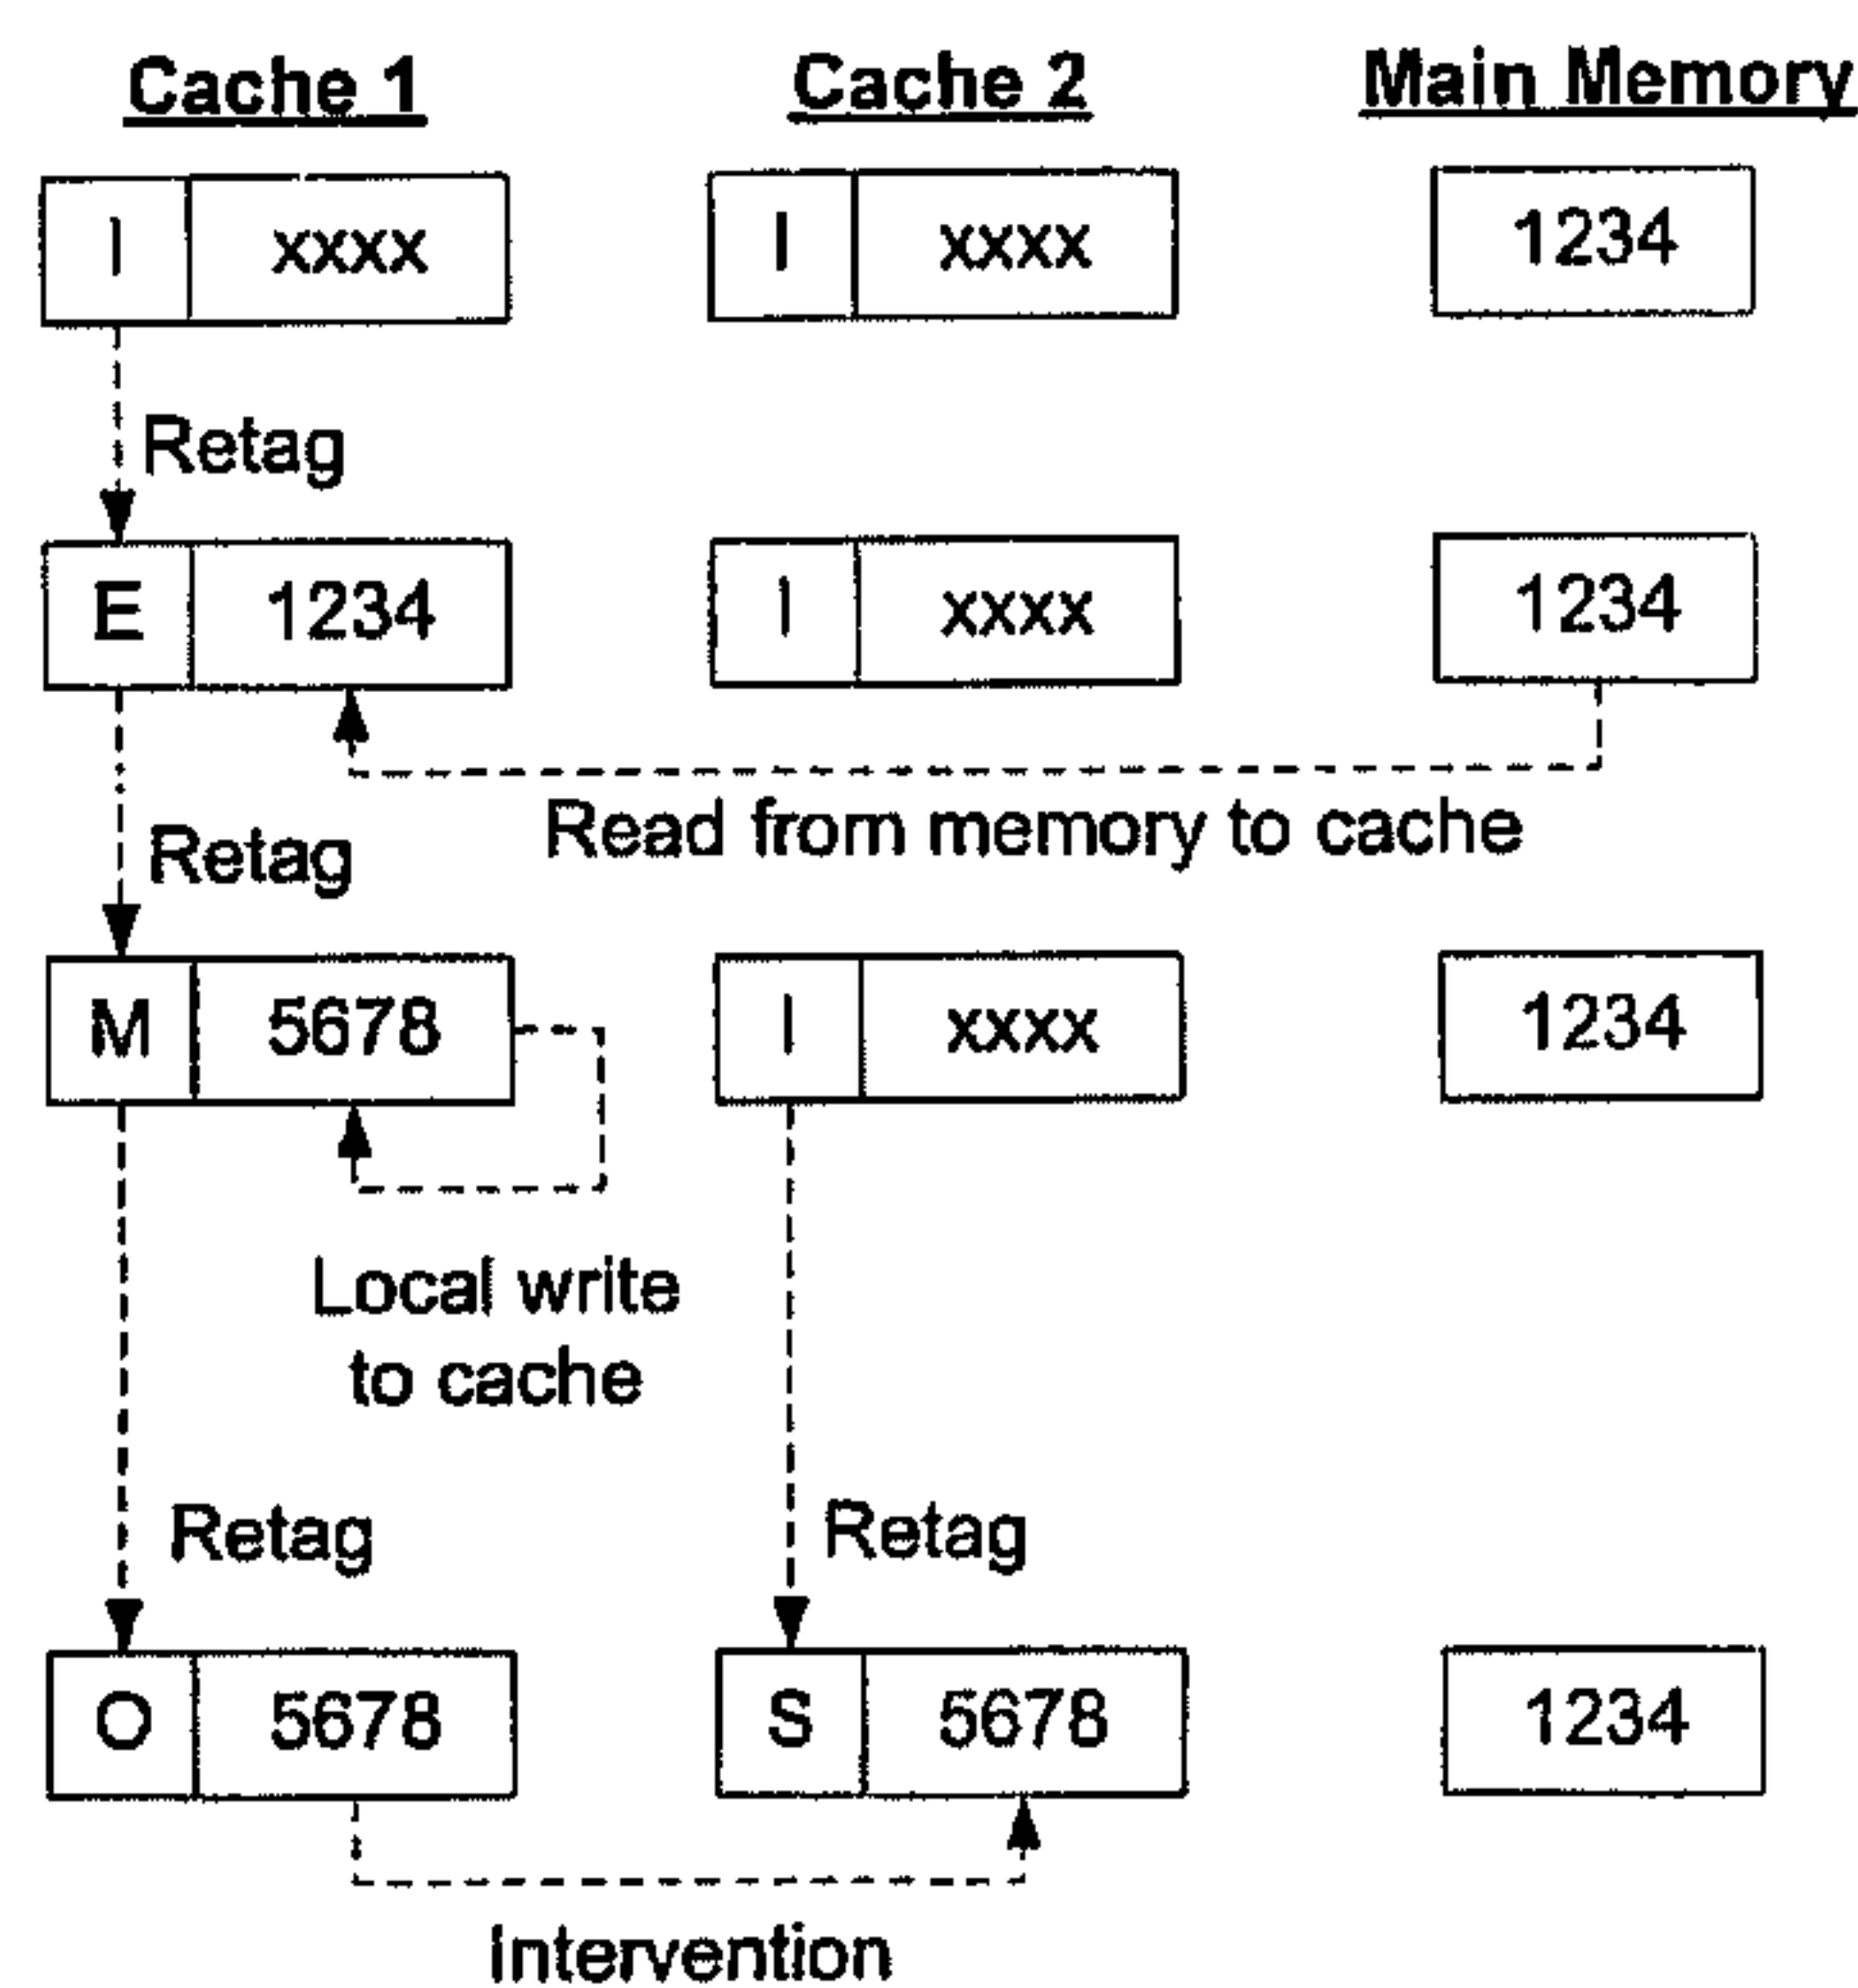 Cache 1 Cache 2 Main Memory
I xxxx I xxxx 1234
Retag
E 1234 I xxxx 1234
Read from memory to cache
Retag
M 5678 I xxxx 1234
Local write
to cache
Retag Retag
O 5678 S 5678 1234
Intervention